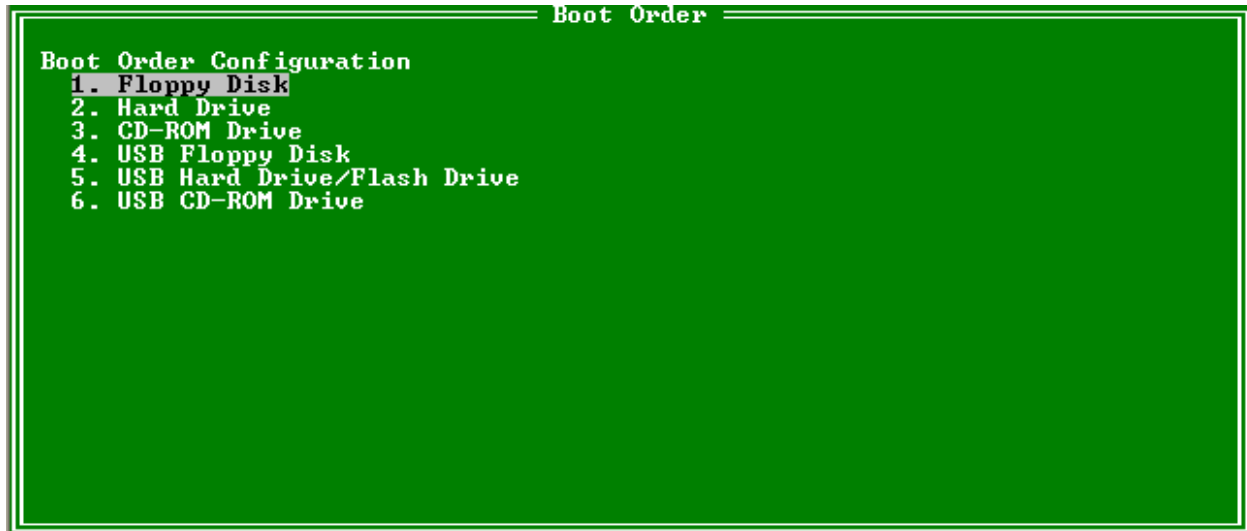 Boot Order
Boot Order Configuration
1. Floppy Disk
2. Hard Drive
3. CD-ROM Drive
4. USB Floppy Disk
5. USB Hard Drive/Flash Drive
6. USB CD-ROM Drive